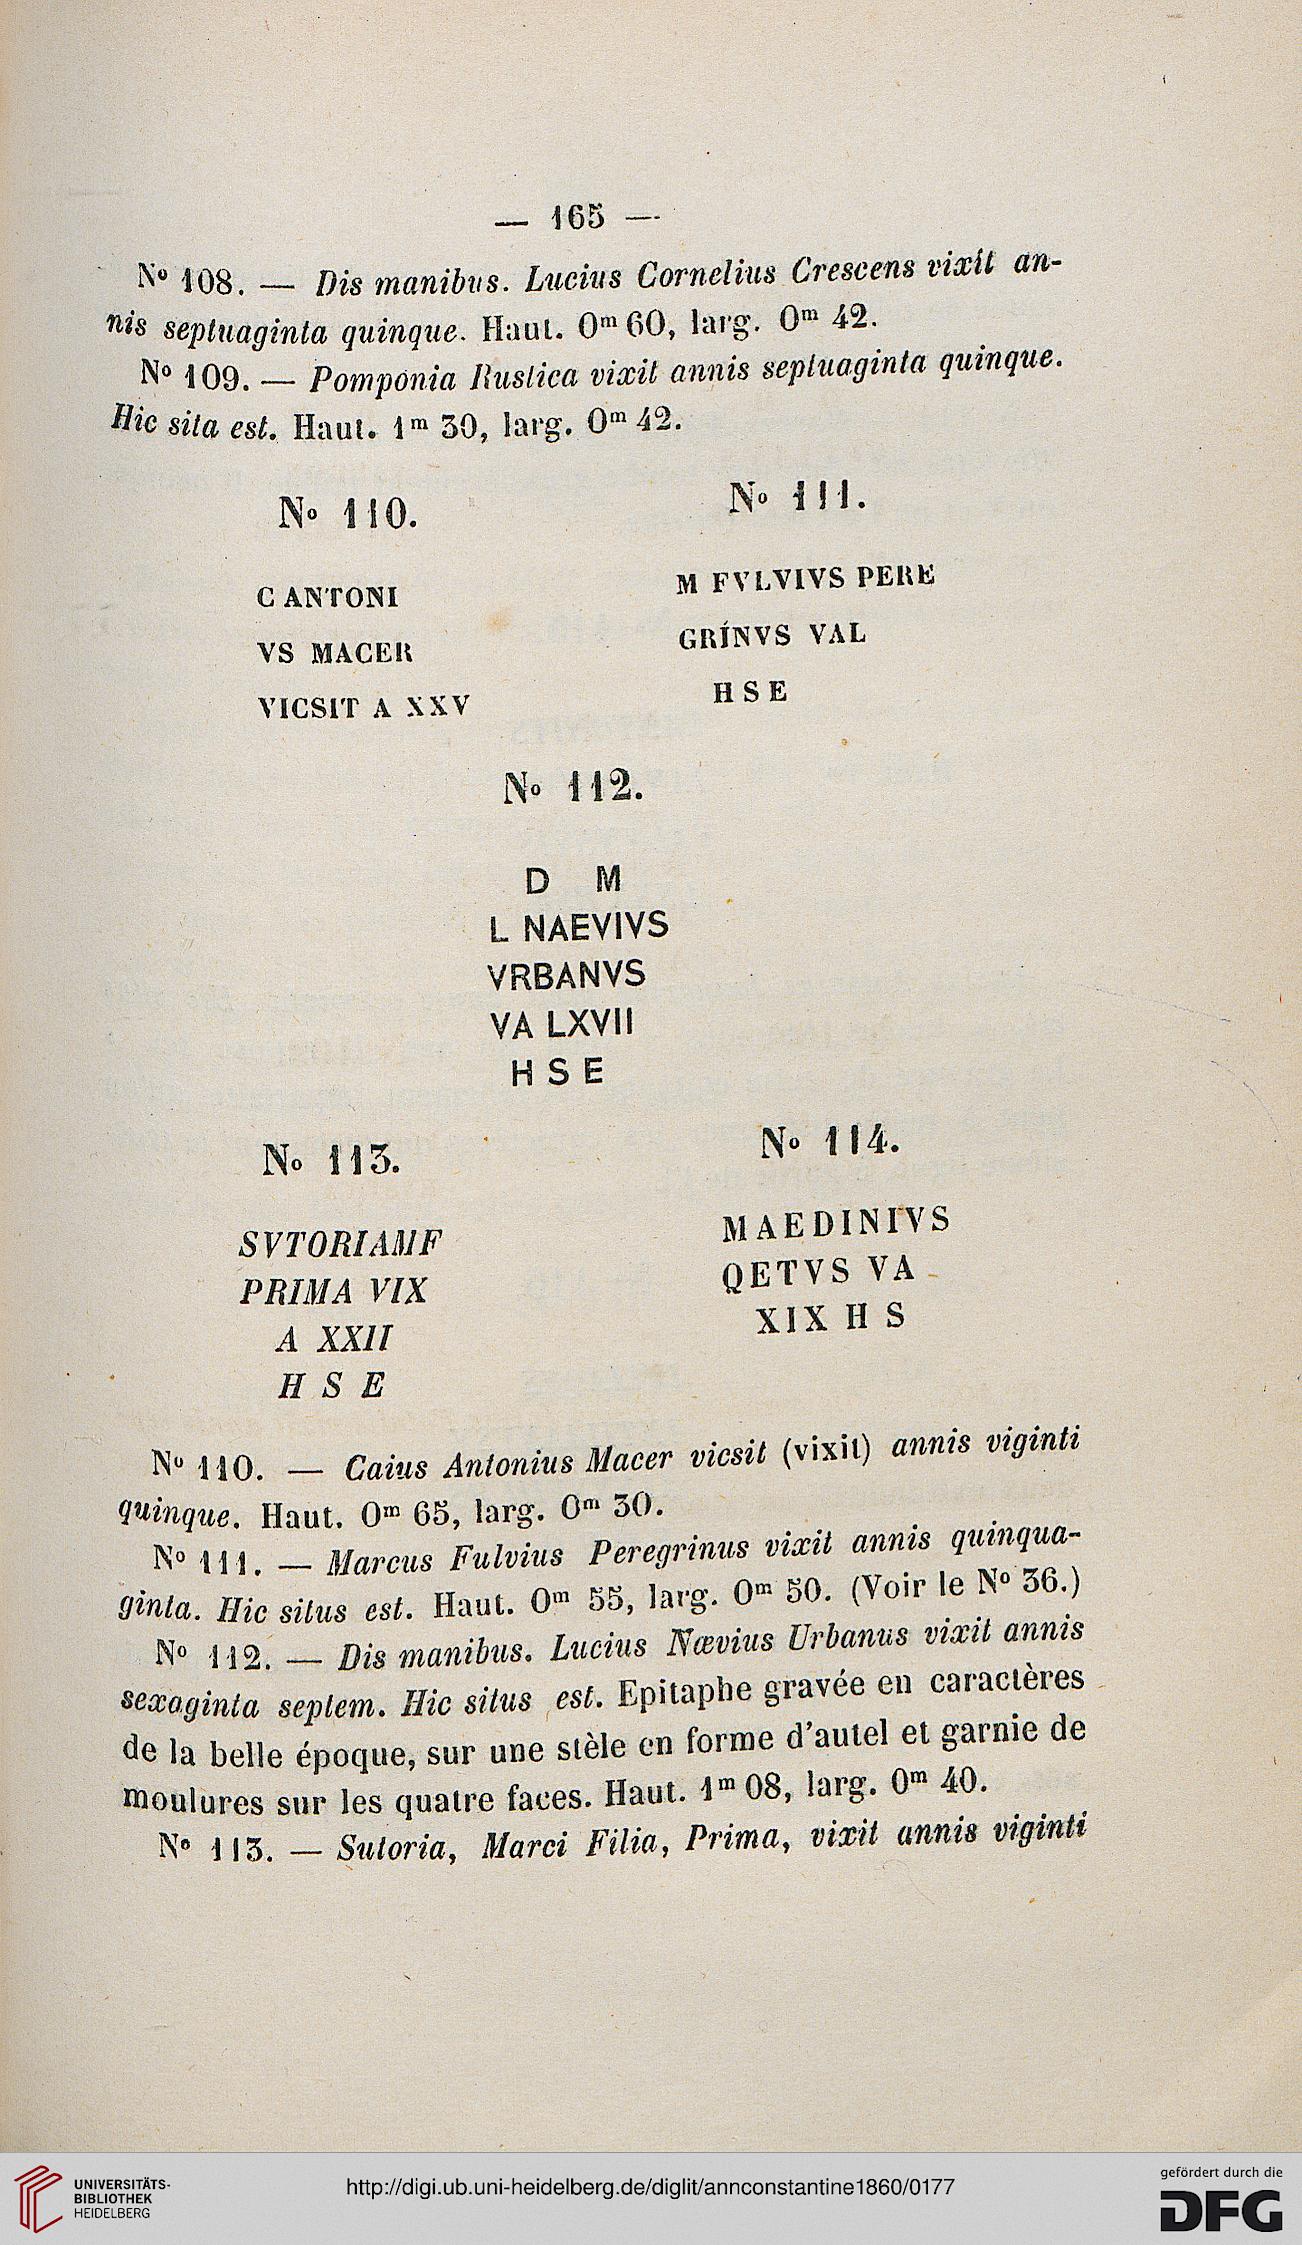 — 165 —
N° 108. — Dis manibus. Lucius Cornelius Crescens vixit an-
nis septuaginta quinque. Haut. 0m 60, larg. 0m 42.
N° 109. — Pomponia Rustica vixit annis septuaginta quinque.
Hic sita est. Haut. 1m 30, larg. 0m 42.
N° 110.
C ANTONI
VS MACER
VICSIT A XXV
N° 111.
M FVLVIVS PERE
GRÍNVS VAL
H S E
N° 112.
D M
L NAEVIVS
VRBANVS
VA LXVII
H S E
N° 113.
SVTORIAMF
PRIMA VIX
A XXII
H S E
N° 114.
MAEDINIVS
QETVS VA
XIX H S
N° 110. — Caius Antonius Macer vicsit (vixit) annis viginti
quinque. Haut. 0m 65, larg. 0m 30.
N° 111. — Marcus Fulvius Peregrinus vixit annis quinqua-
ginta. Hic situs est. Haut. 0m 55, larg. 0m 50. (Voir le N° 36.)
N° 112. — Dis manibus. Lucius Nævius Urbanus vixit annis
sexaginta septem. Hic situs est. Epitaphe gravée en caractères
de la belle époque, sur une stèle en forme d'autel et garnie de
moulures sur les quatre faces. Haut. 1m 08, larg. 0m 40.
N° 113. — Sutoria, Marci Filia, Prima, vixit annis viginti
UNIVERSITÄTS-
BIBLIOTHEK
HEIDELBERG
http://digi.ub.uni-heidelberg.de/diglit/annconstantine1860/0177
gefördert durch die
DFG